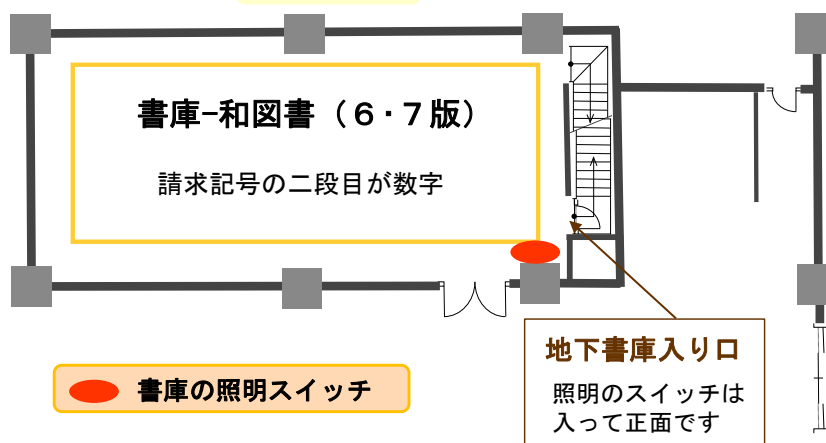 書庫-和図書(6・7版)
請求記号の二段目が数字
地下書庫入り口
照明のスイッチは
入って正面です
書庫の照明スイッチ